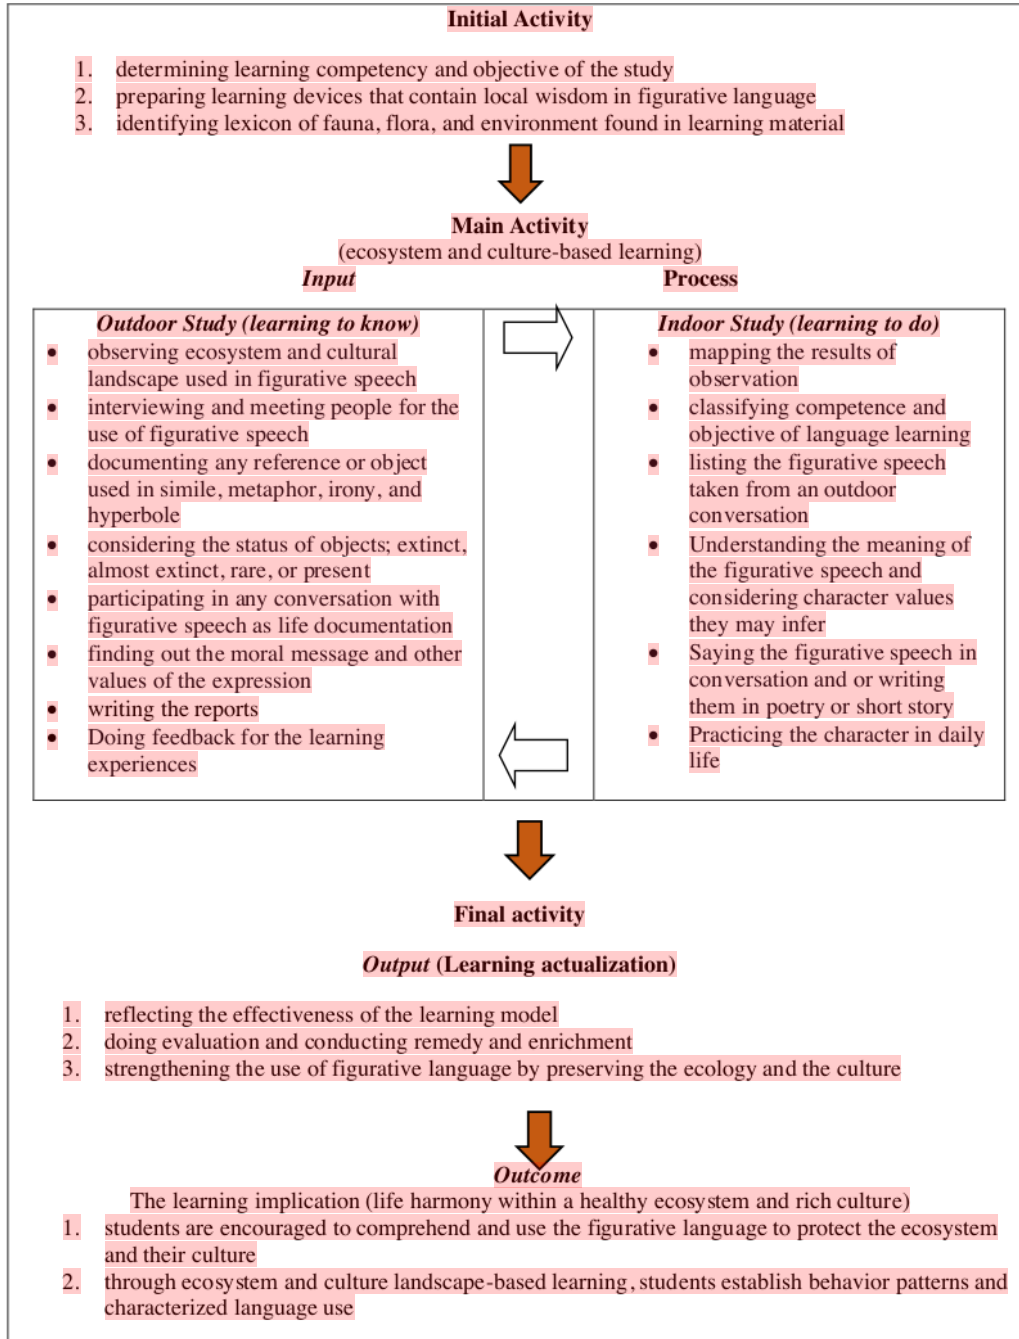 Initial Activity
1. determining learning competency and objective of the study
2. preparing learning devices that contain local wisdom in figurative language
3. identifying lexicon of fauna, flora, and environment found in learning material
Main Activity
(ecosystem and culture-based learning)
Input
Process
Outdoor Study (learning to know)
• observing ecosystem and cultural
landscape used in figurative speech
• interviewing and meeting people for the
use of figurative speech
• documenting any reference or object
used in simile, metaphor, irony, and
hyperbole
• considering the status of objects; extinct,
almost extinct, rare, or present
• participating in any conversation with
figurative speech as life documentation
• finding out the moral message and other
values of the expression
• writing the reports
• Doing feedback for the learning
experiences
Indoor Study (learning to do)
• mapping the results of
observation
• classifying competence and
objective of language learning
• listing the figurative speech
taken from an outdoor
conversation
• Understanding the meaning of
the figurative speech and
considering character values
they may infer
• Saying the figurative speech in
conversation and or writing
them in poetry or short story
• Practicing the character in daily
life
Final activity
Output (Learning actualization)
1. reflecting the effectiveness of the learning model
2. doing evaluation and conducting remedy and enrichment
3. strengthening the use of figurative language by preserving the ecology and the culture
Outcome
The learning implication (life harmony within a healthy ecosystem and rich culture)
1. students are encouraged to comprehend and use the figurative language to protect the ecosystem
and their culture
2. through ecosystem and culture landscape-based learning, students establish behavior patterns and
characterized language use